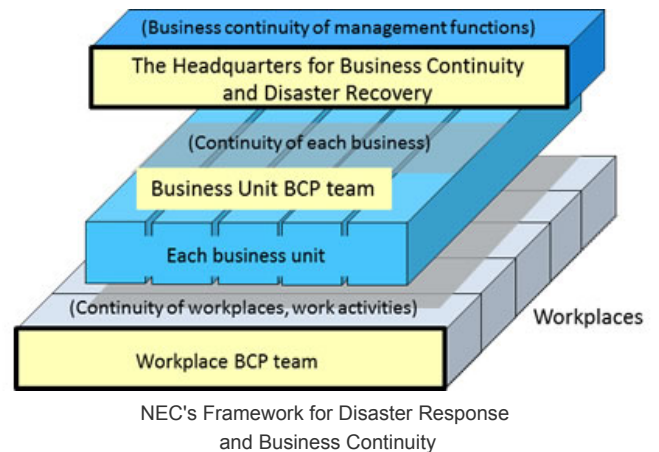 (Business continuity of management functions)
The Headquarters for Business Continuity
and Disaster Recovery
(Continuity of each business)
Business Unit BCP team
Each business unit
(Continuity of workplaces, work activities)
Workplaces
Workplace BCP team
NEC's Framework for Disaster Response
and Business Continuity